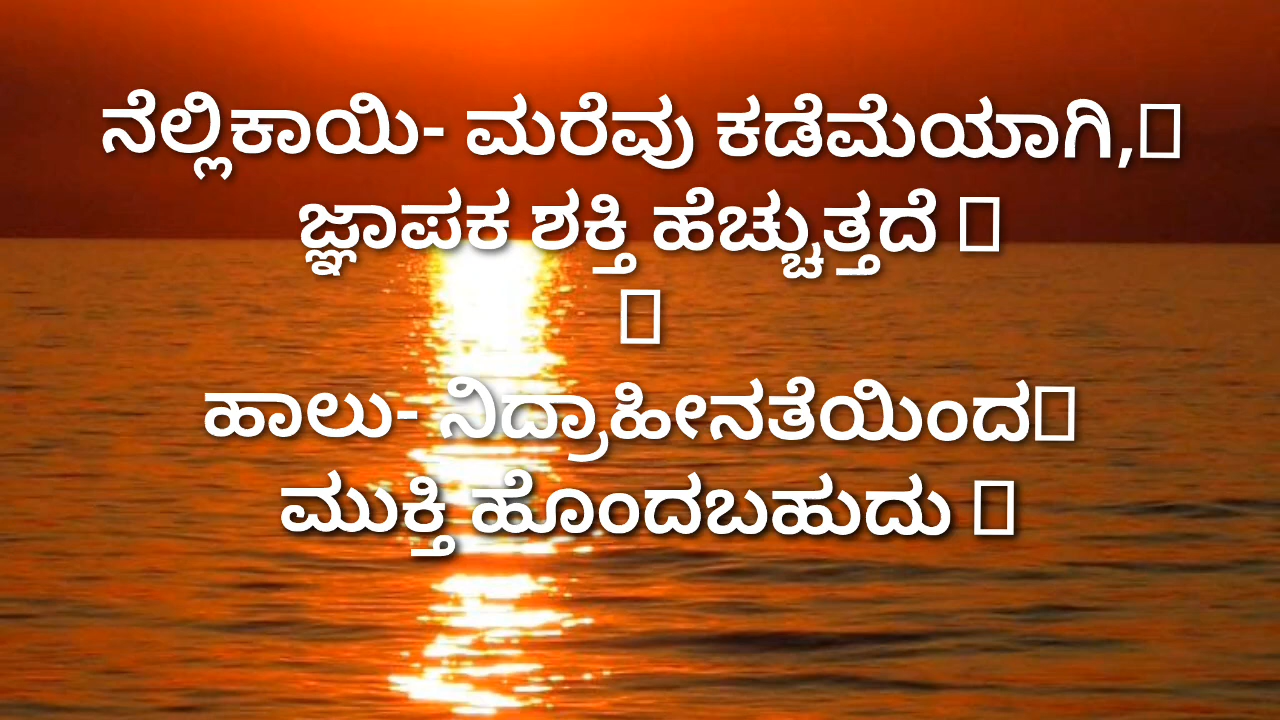 ನೆಲ್ಲಿಕಾಯಿ- ಮರೆವು ಕಡೆಮೆಯಾಗಿ,
ಜ್ಞಾಪಕ ಶಕ್ತಿ ಹೆಚ್ಚುತ್ತದೆ
ಹಾಲು- ನಿದ್ರಾಹೀನತೆಯಿಂದ
ಮುಕ್ತಿ ಹೊಂದಬಹುದು